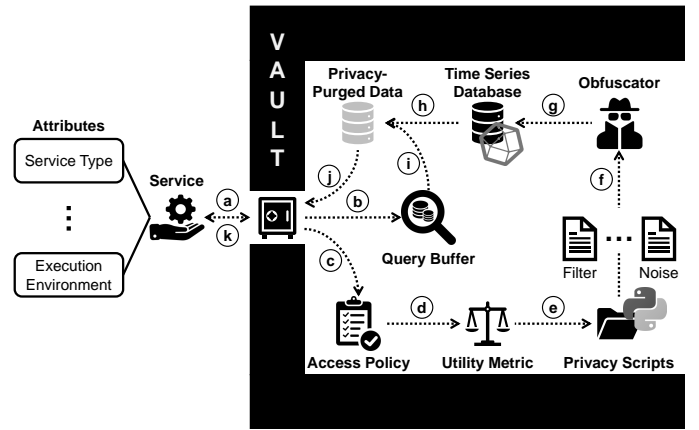 VAULT
Privacy-
Purged Data
Time Series
Database
Obfuscator
h
g
Attributes
Service Type
⋮
Execution
Environment
Service
a
k
j
i
b
f
Query Buffer
Filter
...
Noise
c
d
e
Access Policy
Utility Metric
Privacy Scripts